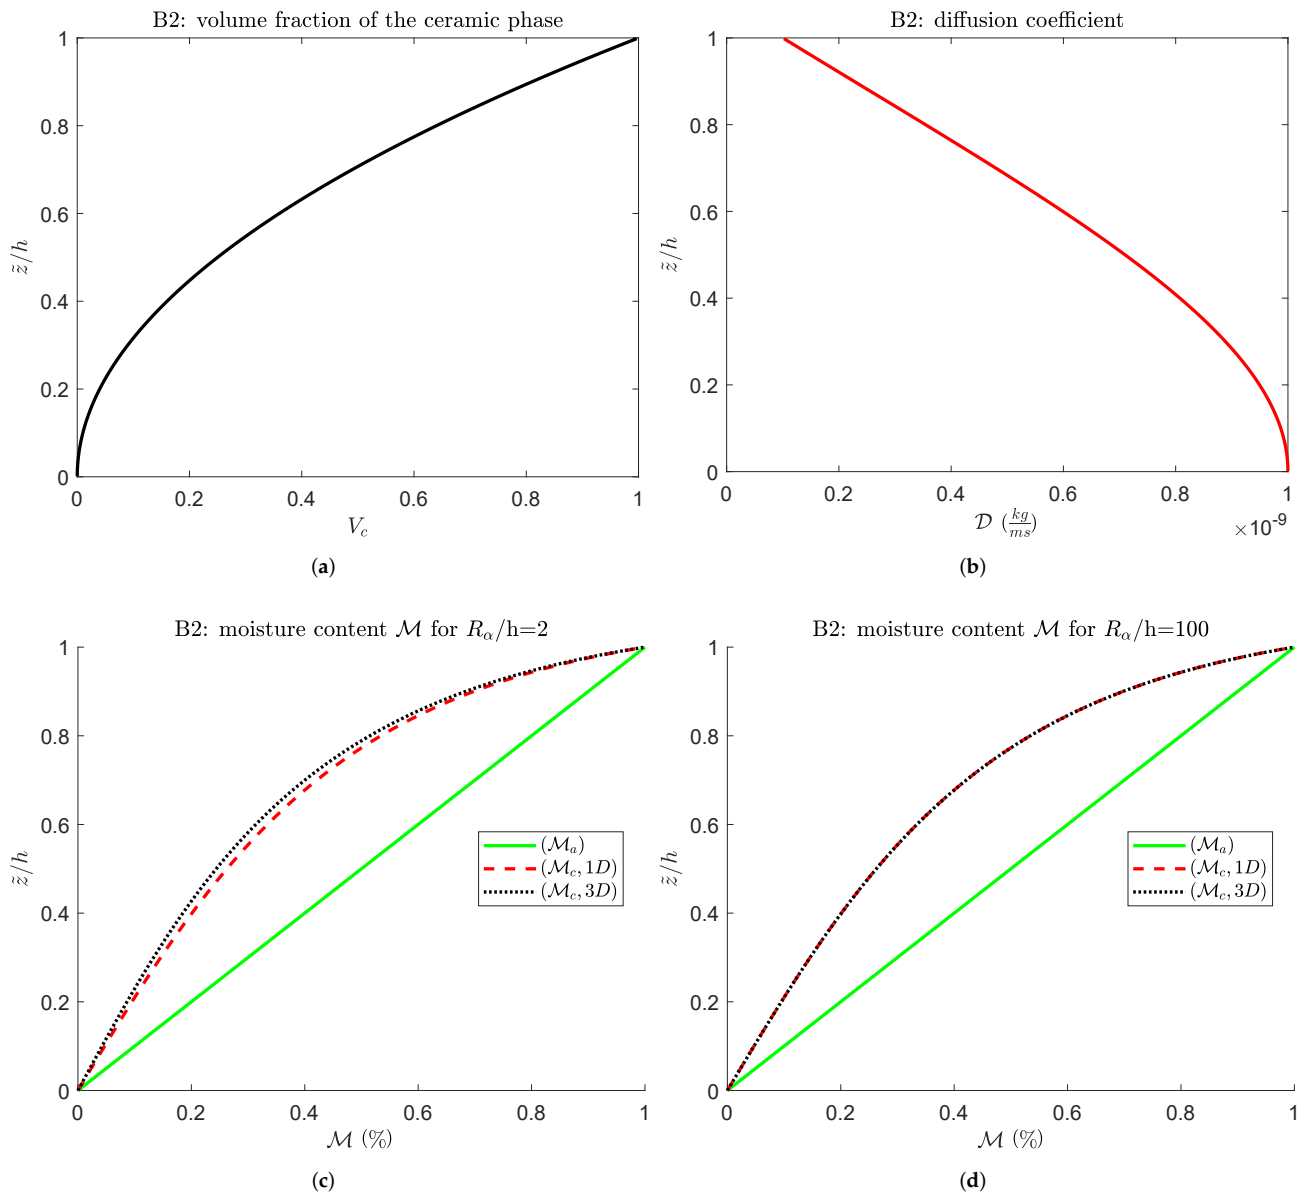 B2: volume fraction of the ceramic phase
1
0.8
0.6
0.4
0.2
0
z̃/h
0 0.2 0.4 0.6 0.8 1
V_c
(a)
B2: diffusion coefficient
1
0.8
0.6
0.4
0.2
0
z̃/h
0 0.2 0.4 0.6 0.8 1
𝒟 (kg/ms)
×10^-9
(b)
B2: moisture content ℳ for R_α/h=2
1
0.8
0.6
0.4
0.2
0
z̃/h
(ℳ_a)
(ℳ_c, 1D)
(ℳ_c, 3D)
0 0.2 0.4 0.6 0.8 1
ℳ (%)
(c)
B2: moisture content ℳ for R_α/h=100
1
0.8
0.6
0.4
0.2
0
z̃/h
(ℳ_a)
(ℳ_c, 1D)
(ℳ_c, 3D)
0 0.2 0.4 0.6 0.8 1
ℳ (%)
(d)